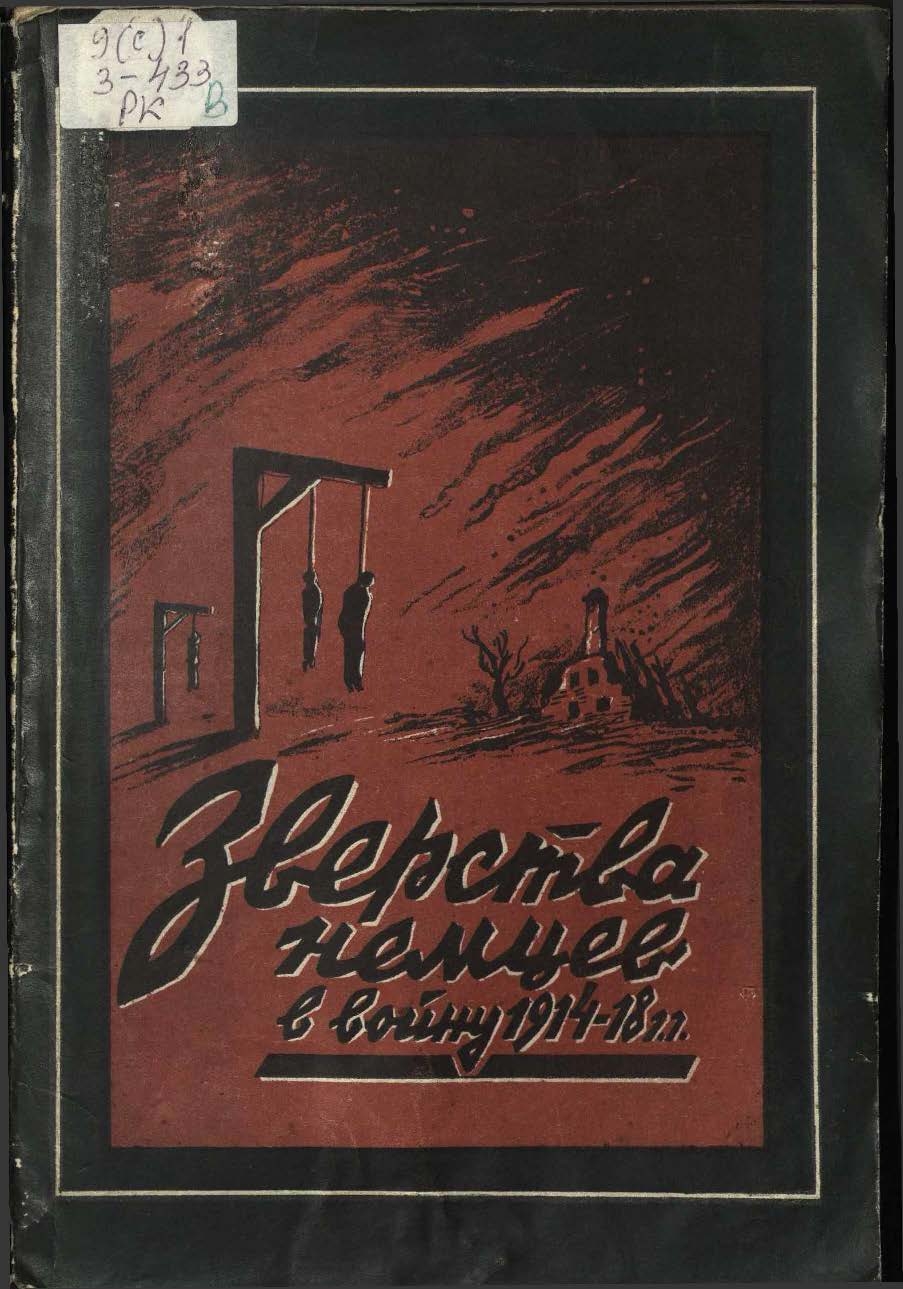 9(с)1
З-433
РК В
Зверства
немцев
в войну 1914-18 г.г.